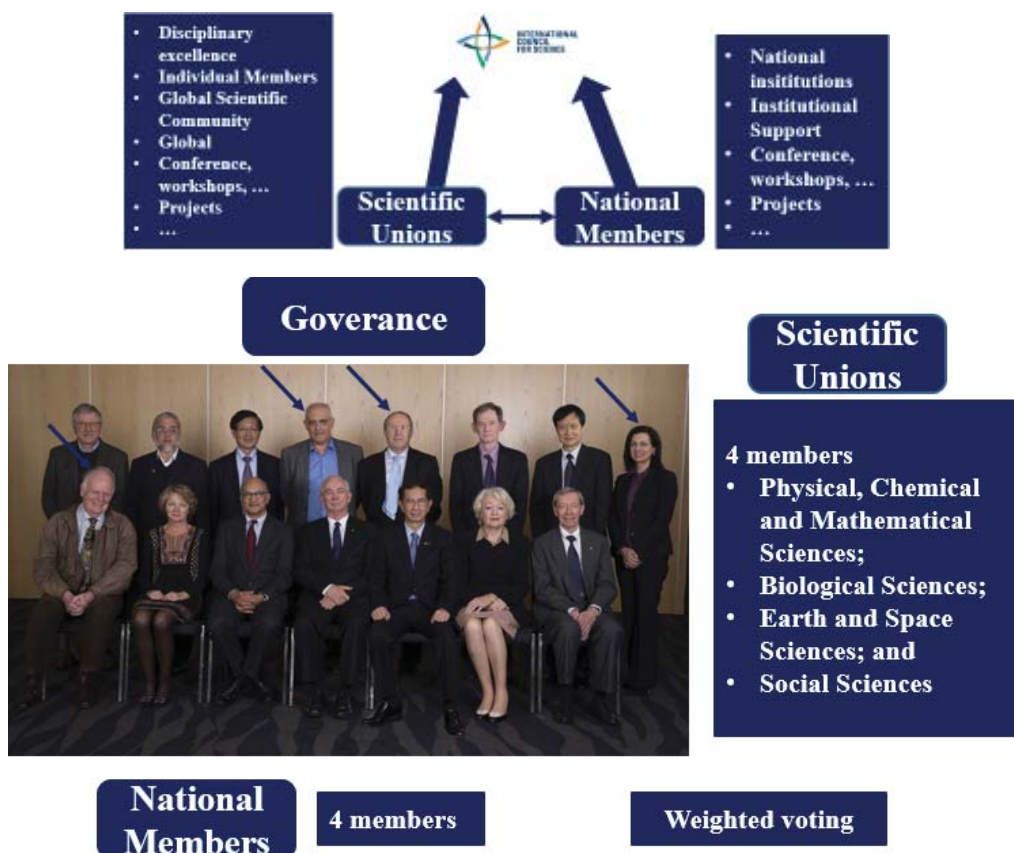 • Disciplinary
excellence
• Individual Members
• Global Scientific
Community
• Global
• Conference,
workshops, ...
• Projects
• ...
INTERNATIONAL
COUNCIL
FOR SCIENCE
• National
insititutions
• Institutional
Support
• Conference,
workshops, ...
• Projects
• ...
Scientific
Unions
National
Members
Goverance
Scientific
Unions
4 members
• Physical, Chemical
and Mathematical
Sciences;
• Biological Sciences;
• Earth and Space
Sciences; and
• Social Sciences
National
Members
4 members
Weighted voting